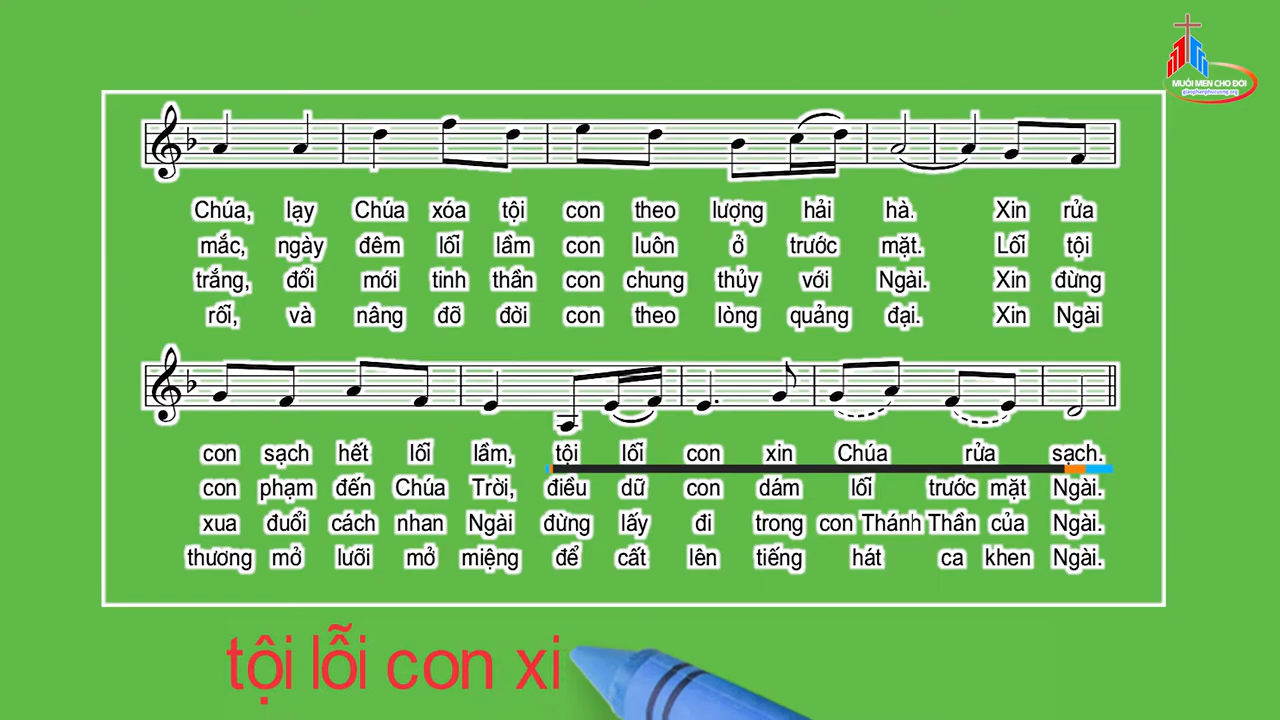 MUỐI MEN CHO ĐỜI
giaophanphucuong.org
Chúa, lạy Chúa xóa tội con theo lượng hải hà. Xin rửa
mắc, ngày đêm lỗi lầm con luôn ở trước mặt. Lỗi tội
trắng, đổi mới tinh thần con chung thủy với Ngài. Xin đừng
rỗi, và nâng đỡ đời con theo lòng quảng đại. Xin Ngài
con sạch hết lỗi lầm, tội lỗi con xin Chúa rửa sạch.
con phạm đến Chúa Trời, điều dữ con dám lỗi trước mặt Ngài.
xua đuổi cách nhan Ngài đừng lấy đi trong con Thánh Thần của Ngài.
thương mở lưỡi mở miệng để cất lên tiếng hát ca khen Ngài.
tội lỗi con xi